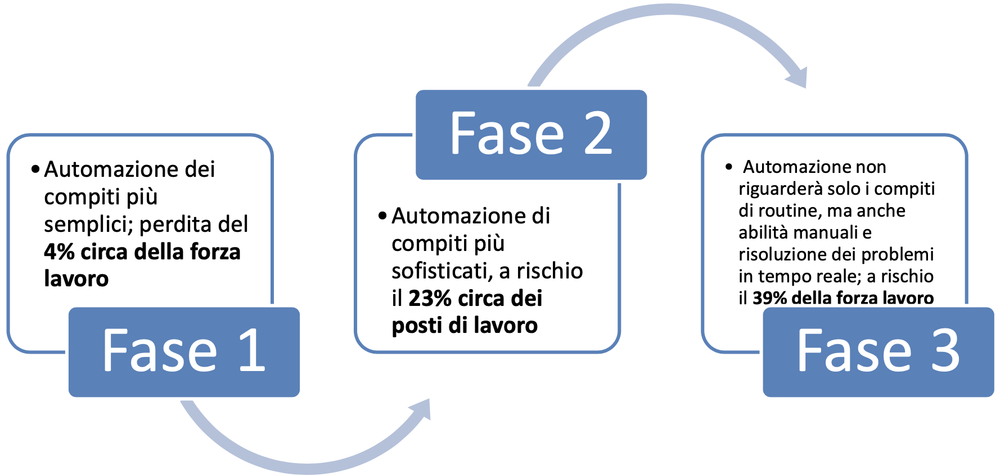 •Automazione dei
compiti più
semplici; perdita del
4% circa della forza
lavoro
Fase 1
Fase 2
•Automazione di
compiti più
sofisticati, a rischio
il 23% circa dei
posti di lavoro
• Automazione non
riguarderà solo i compiti
di routine, ma anche
abilità manuali e
risoluzione dei problemi
in tempo reale; a rischio
il 39% della forza lavoro
Fase 3